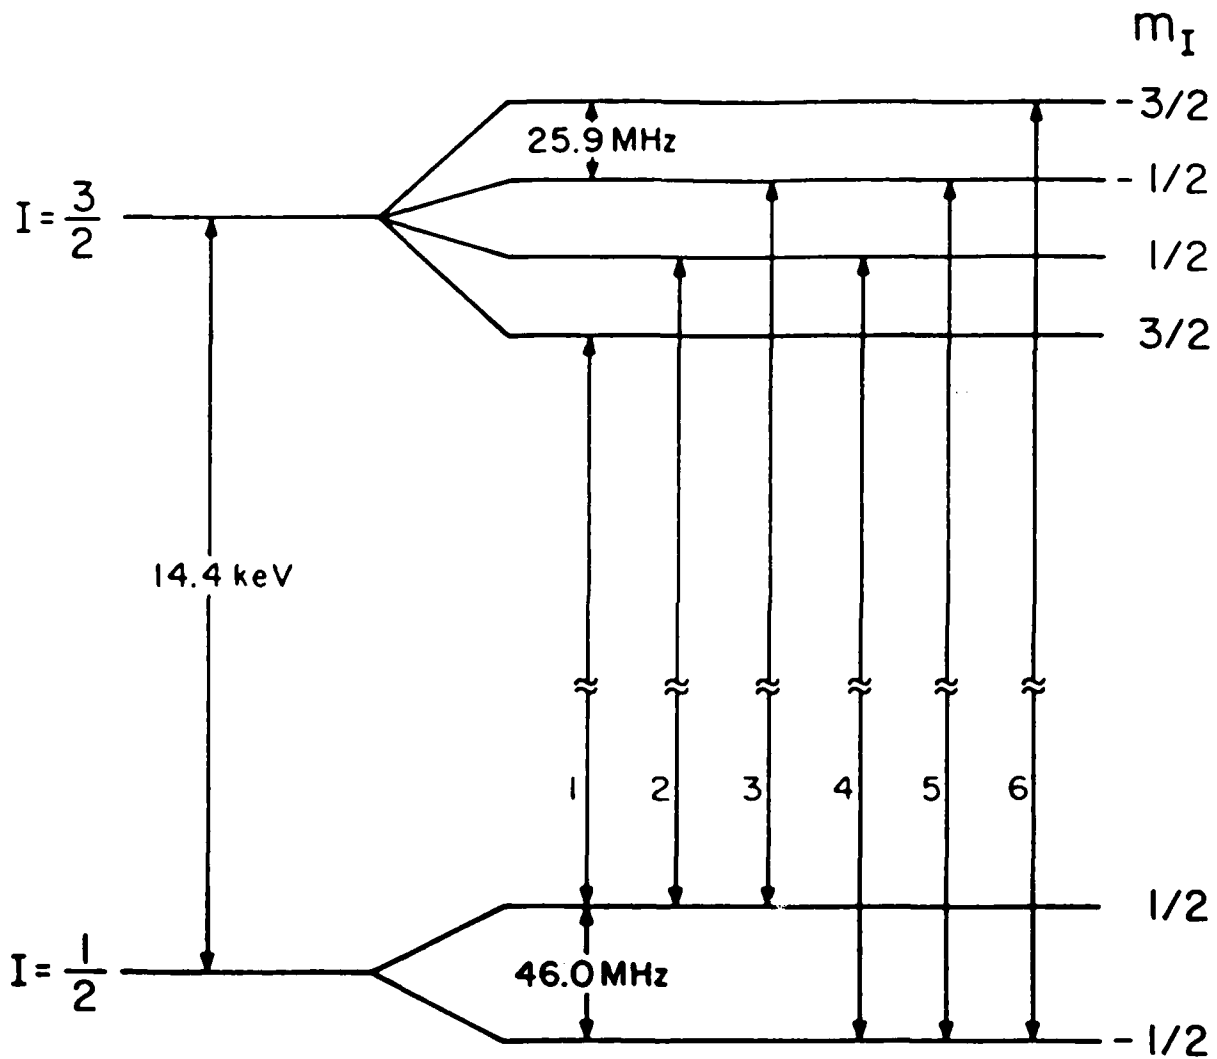 m_I
- 3/2
25.9 MHz
- 1/2
I = 3/2
1/2
3/2
14.4 keV
1 2 3 4 5 6
1/2
I = 1/2
46.0 MHz
- 1/2